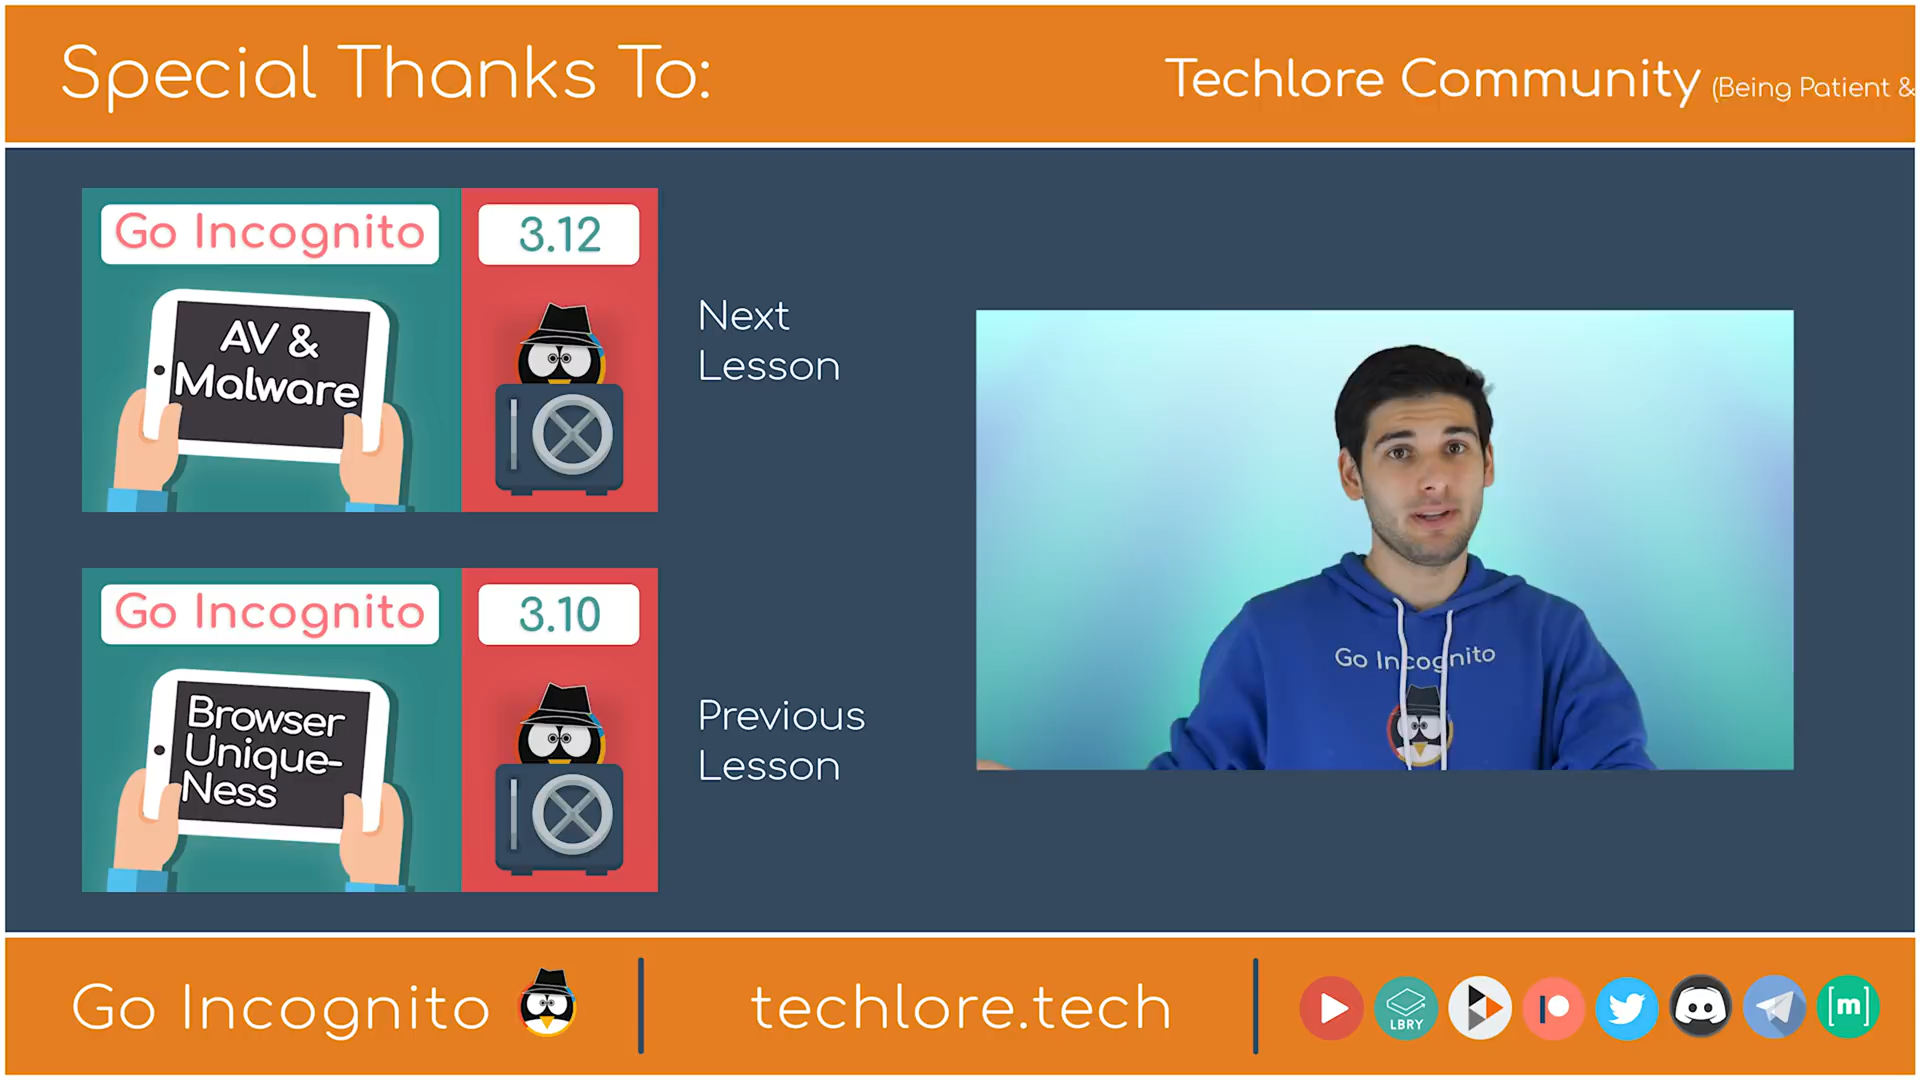 Special Thanks To:
Techlore Community (Being Patient &
Go Incognito
3.12
AV &
Malware
Next
Lesson
Go Incognito
3.10
Browser
Unique-
Ness
Previous
Lesson
Go Incognito
Go Incognito
techlore.tech
LBRY
[m]